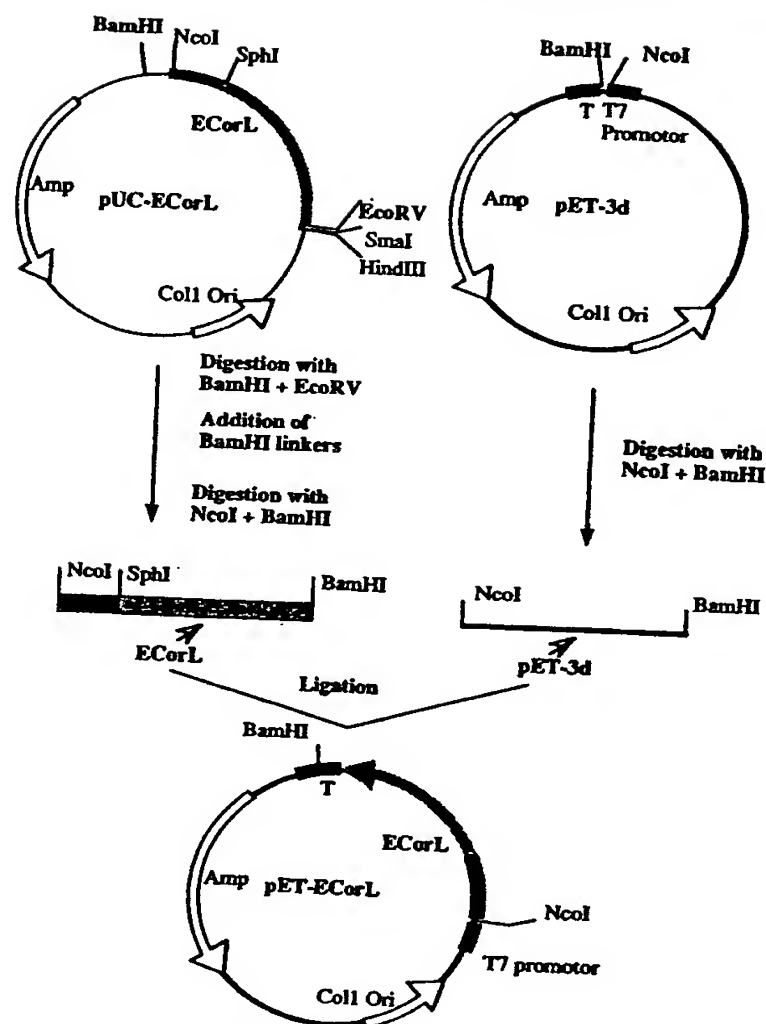 BamHI
NcoI
SphI
ECorL
Amp
pUC-ECorL
EcoRV
SmaI
HindIII
Col1 Ori
BamHI
NcoI
T T7
Promotor
Amp
pET-3d
Col1 Ori
Digestion with
BamHI + EcoRV
Addition of
BamHI linkers
Digestion with
NcoI + BamHI
Digestion with
NcoI + BamHI
NcoI
SphI
BamHI
ECorL
NcoI
BamHI
pET-3d
Ligation
BamHI
T
ECorL
Amp
pET-ECorL
NcoI
T7 promotor
Col1 Ori